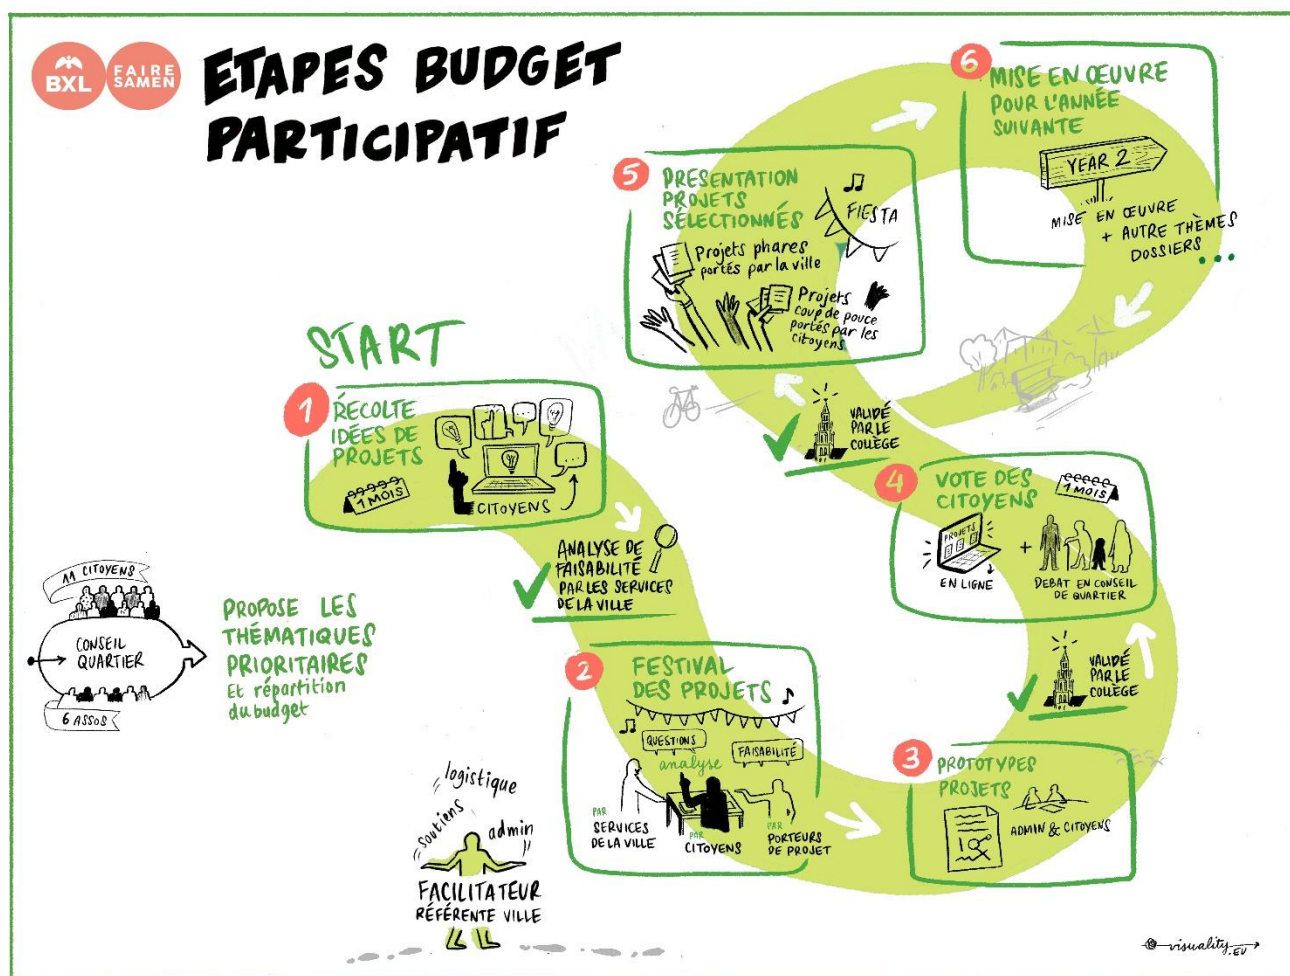 BXL
FAIRE
SAMEN
ETAPES BUDGET
PARTICIPATIF
START
1
RÉCOLTE
IDÉES DE
PROJETS
1 MOIS
CITOYENS
ANALYSE DE
FAISABILITÉ
PAR LES SERVICES
DE LA VILLE
11 CITOYENS
CONSEIL
QUARTIER
6 ASSOS
PROPOSE LES
THÉMATIQUES
PRIORITAIRES
Et répartition
du budget
logistique
soutiens
admin
FACILITATEUR
RÉFÉRENTE VILLE
2
FESTIVAL
DES PROJETS
QUESTIONS
FAISABILITÉ
analyse
PAR
SERVICES
DE LA VILLE
PAR
CITOYENS
PAR
PORTEURS
DE PROJET
3
PROTOTYPES
PROJETS
ADMIN & CITOYENS
VALIDÉ
PAR LE
COLLÈGE
4
VOTE DES
CITOYENS
1 MOIS
PROJETS
+
EN LIGNE
DEBAT EN CONSEIL
DE QUARTIER
VALIDÉ
PAR LE
COLLÈGE
5
PRESENTATION
PROJETS
SÉLECTIONNÉS
FIESTA
Projets phares
portés par la ville
Projets
coup de pouce
portés par les
citoyens
6
MISE EN ŒUVRE
POUR L'ANNÉE
SUIVANTE
YEAR 2
MISE EN ŒUVRE
+ AUTRE THÈMES
DOSSIERS ...
visuality.EU